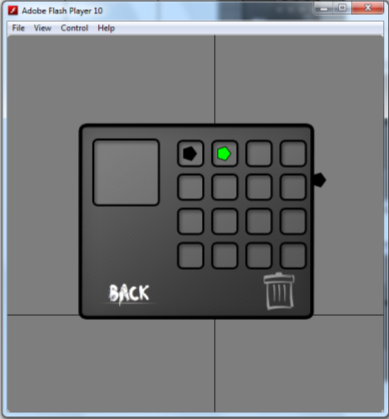 Adobe Flash Player 10
File View Control Help
BACK